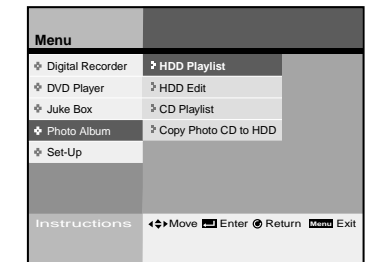 Menu
Digital Recorder
DVD Player
Juke Box
Photo Album
Set-Up
HDD Playlist
HDD Edit
CD Playlist
Copy Photo CD to HDD
Instructions
Move Enter Return Menu Exit